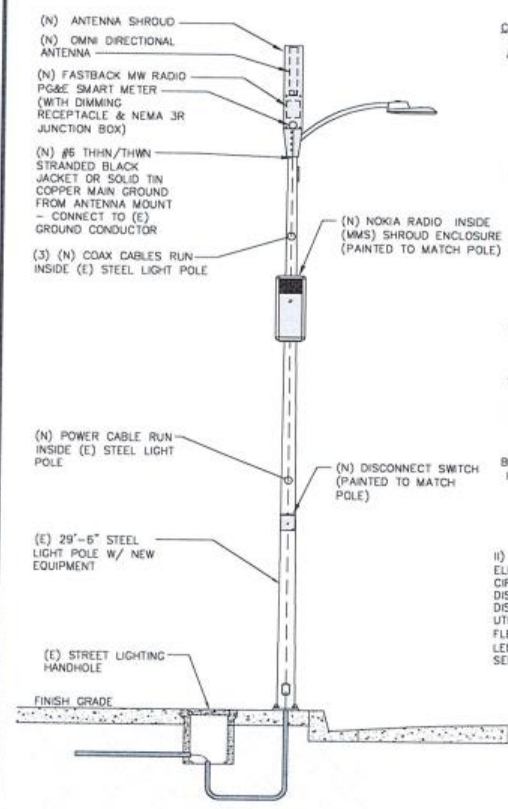 (N) ANTENNA SHROUD
(N) OMNI DIRECTIONAL
ANTENNA
(N) FASTBACK MW RADIO
PG&E SMART METER
(WITH DIMMING
RECEPTACLE & NEMA 3R
JUNCTION BOX)
(N) #6 THHN/THWN
STRANDED BLACK
JACKET OR SOLID TIN
COPPER MAIN GROUND
FROM ANTENNA MOUNT
- CONNECT TO (E)
GROUND CONDUCTOR
(3) (N) COAX CABLES RUN
INSIDE (E) STEEL LIGHT POLE
(N) NOKIA RADIO INSIDE
(MMS) SHROUD ENCLOSURE
(PAINTED TO MATCH POLE)
(N) POWER CABLE RUN
INSIDE (E) STEEL LIGHT
POLE
(N) DISCONNECT SWITCH
(PAINTED TO MATCH
POLE)
(E) 29'-6" STEEL
LIGHT POLE W/ NEW
EQUIPMENT
(E) STREET LIGHTING
HANDHOLE
FINISH GRADE
II)